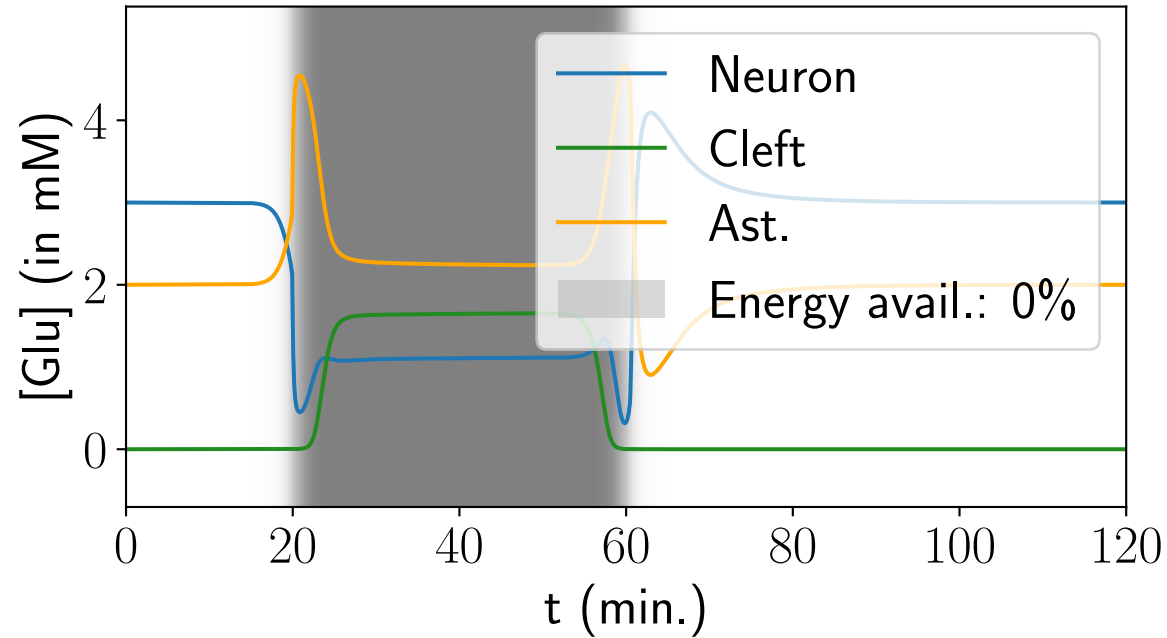 [Glu] (in mM)
4
2
0
Neuron
Cleft
Ast.
Energy avail.: 0%
0 20 40 60 80 100 120
t (min.)